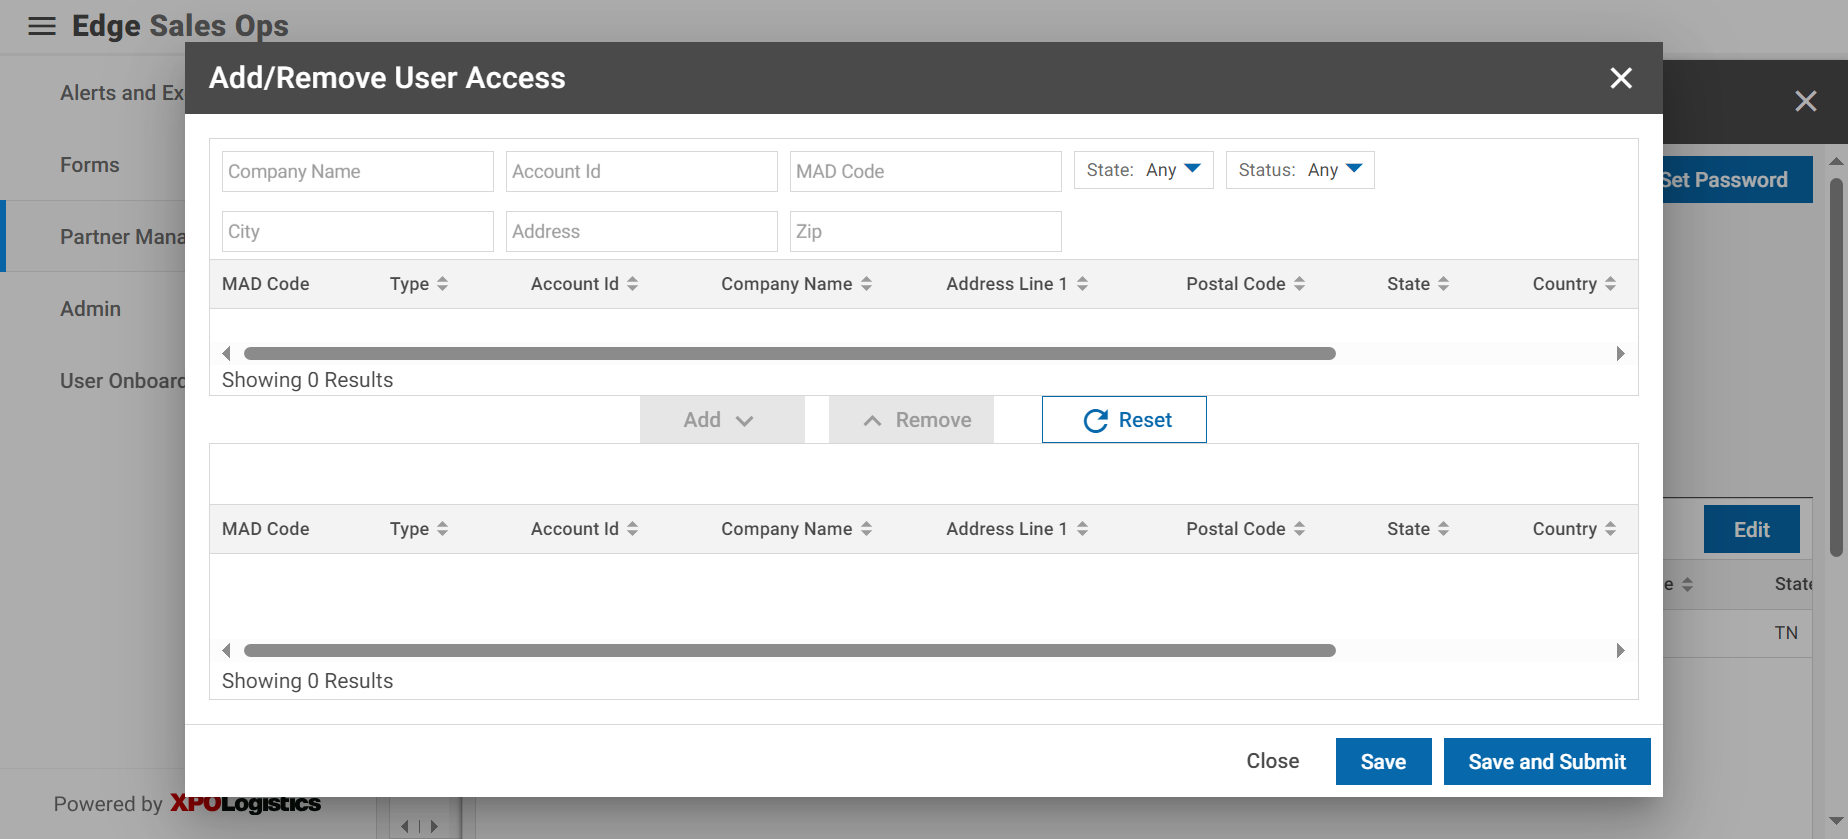 Edge Sales Ops
Add/Remove User Access
Alerts and Ex
Forms
Partner Mana
Admin
User Onboard
Company Name
Account Id
MAD Code
State: Any
Status: Any
City
Address
Zip
MAD Code Type Account Id Company Name Address Line 1 Postal Code State Country
Showing 0 Results
Add
Remove
Reset
MAD Code Type Account Id Company Name Address Line 1 Postal Code State Country
Showing 0 Results
Close
Save
Save and Submit
Set Password
Edit
e State
TN
Powered by XPOLogistics